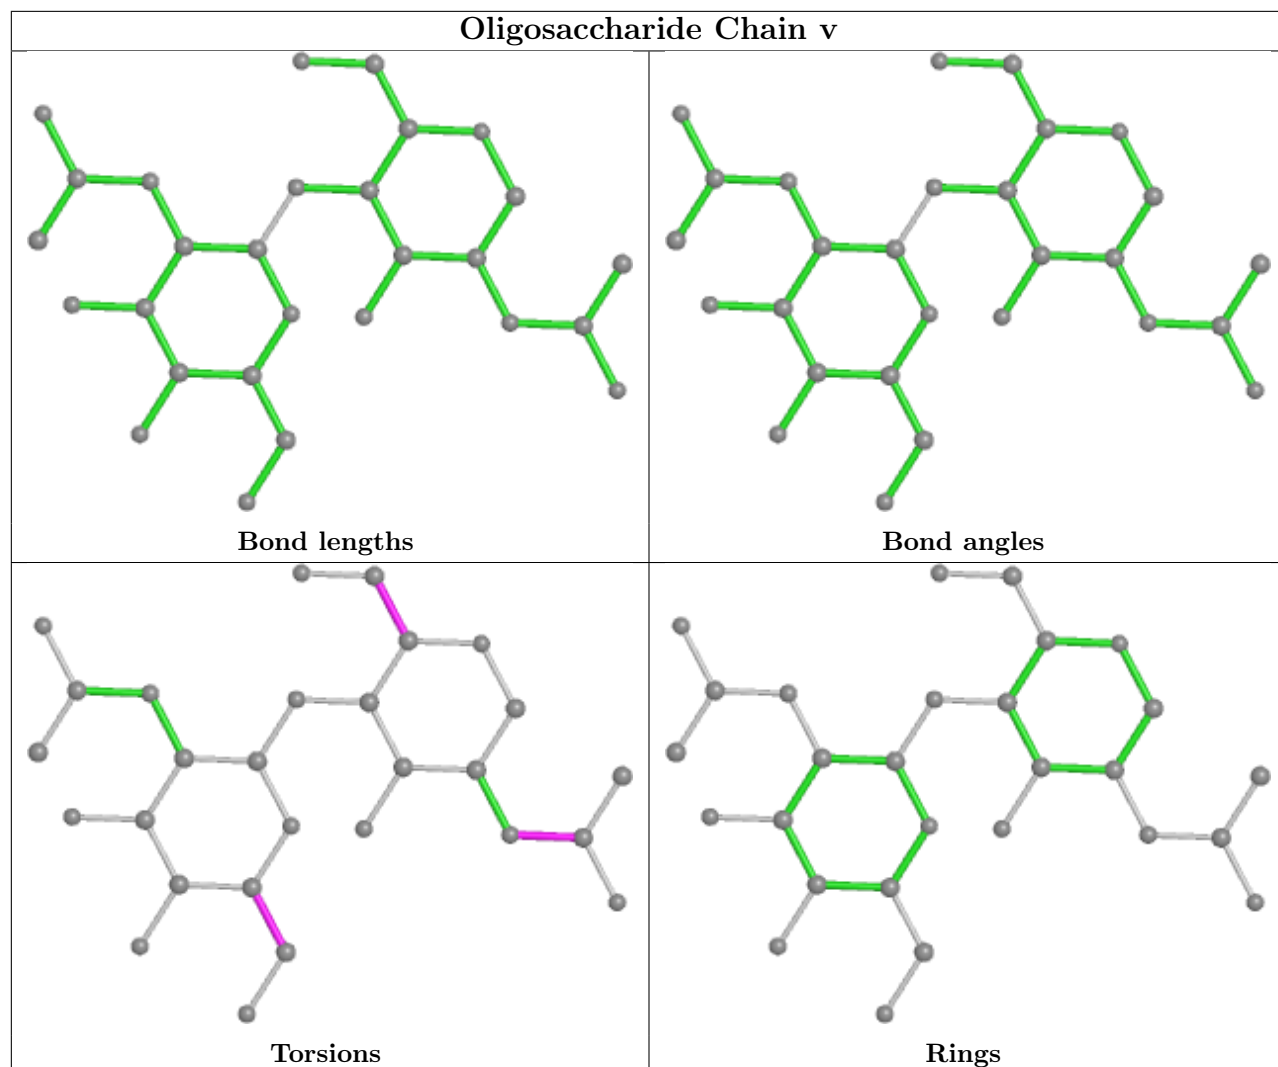 Oligosaccharide Chain v
Bond lengths
Bond angles
Torsions
Rings